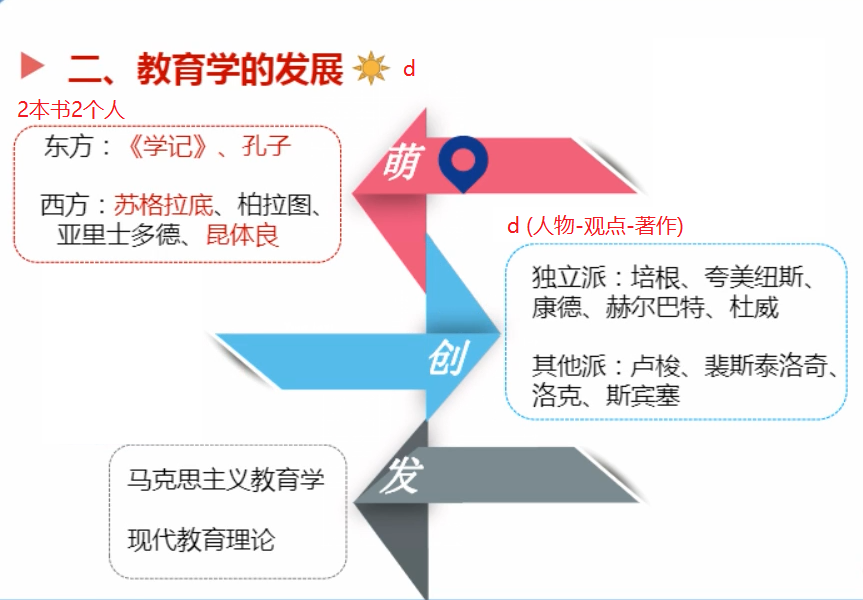 二、教育学的发展 d
2本书2个人
东方：《学记》、孔子
西方：苏格拉底、柏拉图、
亚里士多德、昆体良
萌
d (人物-观点-著作)
独立派：培根、夸美纽斯、
康德、赫尔巴特、杜威
其他派：卢梭、裴斯泰洛奇、
洛克、斯宾塞
创
发
马克思主义教育学
现代教育理论